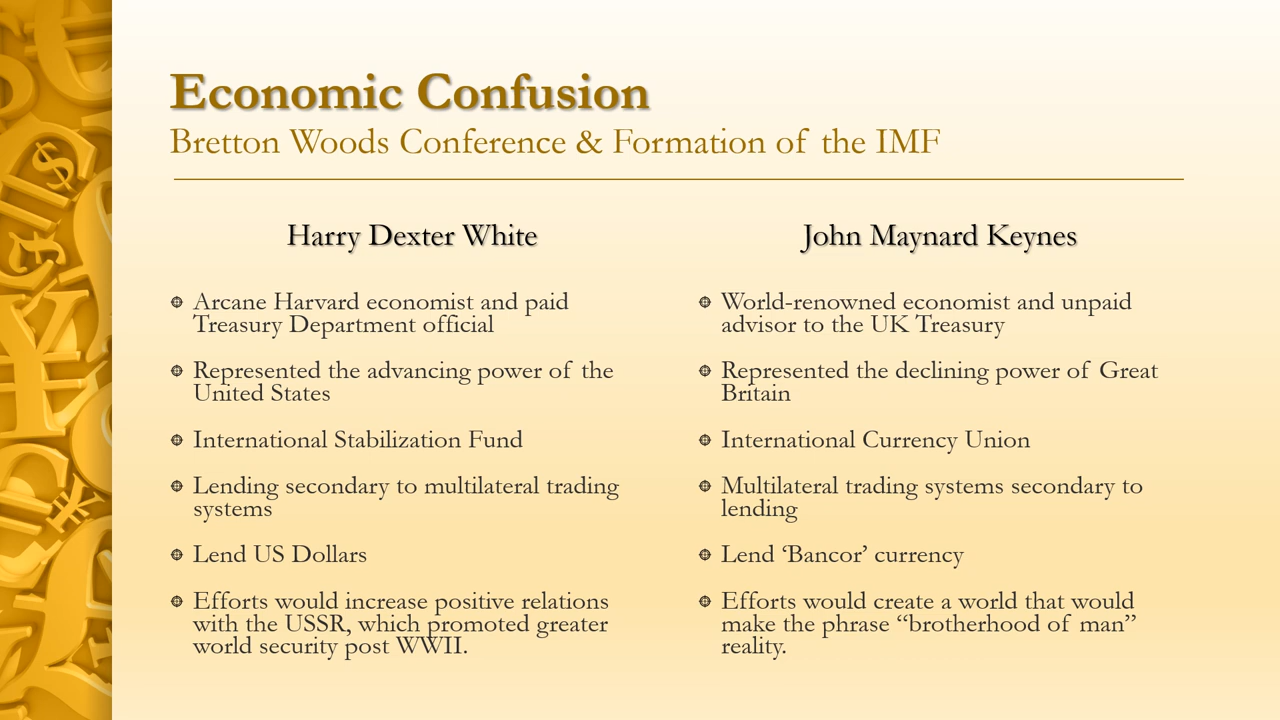 Economic Confusion
Bretton Woods Conference & Formation of the IMF
Harry Dexter White
Arcane Harvard economist and paid
Treasury Department official
Represented the advancing power of the
United States
International Stabilization Fund
Lending secondary to multilateral trading
systems
Lend US Dollars
Efforts would increase positive relations
with the USSR, which promoted greater
world security post WWII.
John Maynard Keynes
World-renowned economist and unpaid
advisor to the UK Treasury
Represented the declining power of Great
Britain
International Currency Union
Multilateral trading systems secondary to
lending
Lend ‘Bancor’ currency
Efforts would create a world that would
make the phrase “brotherhood of man”
reality.